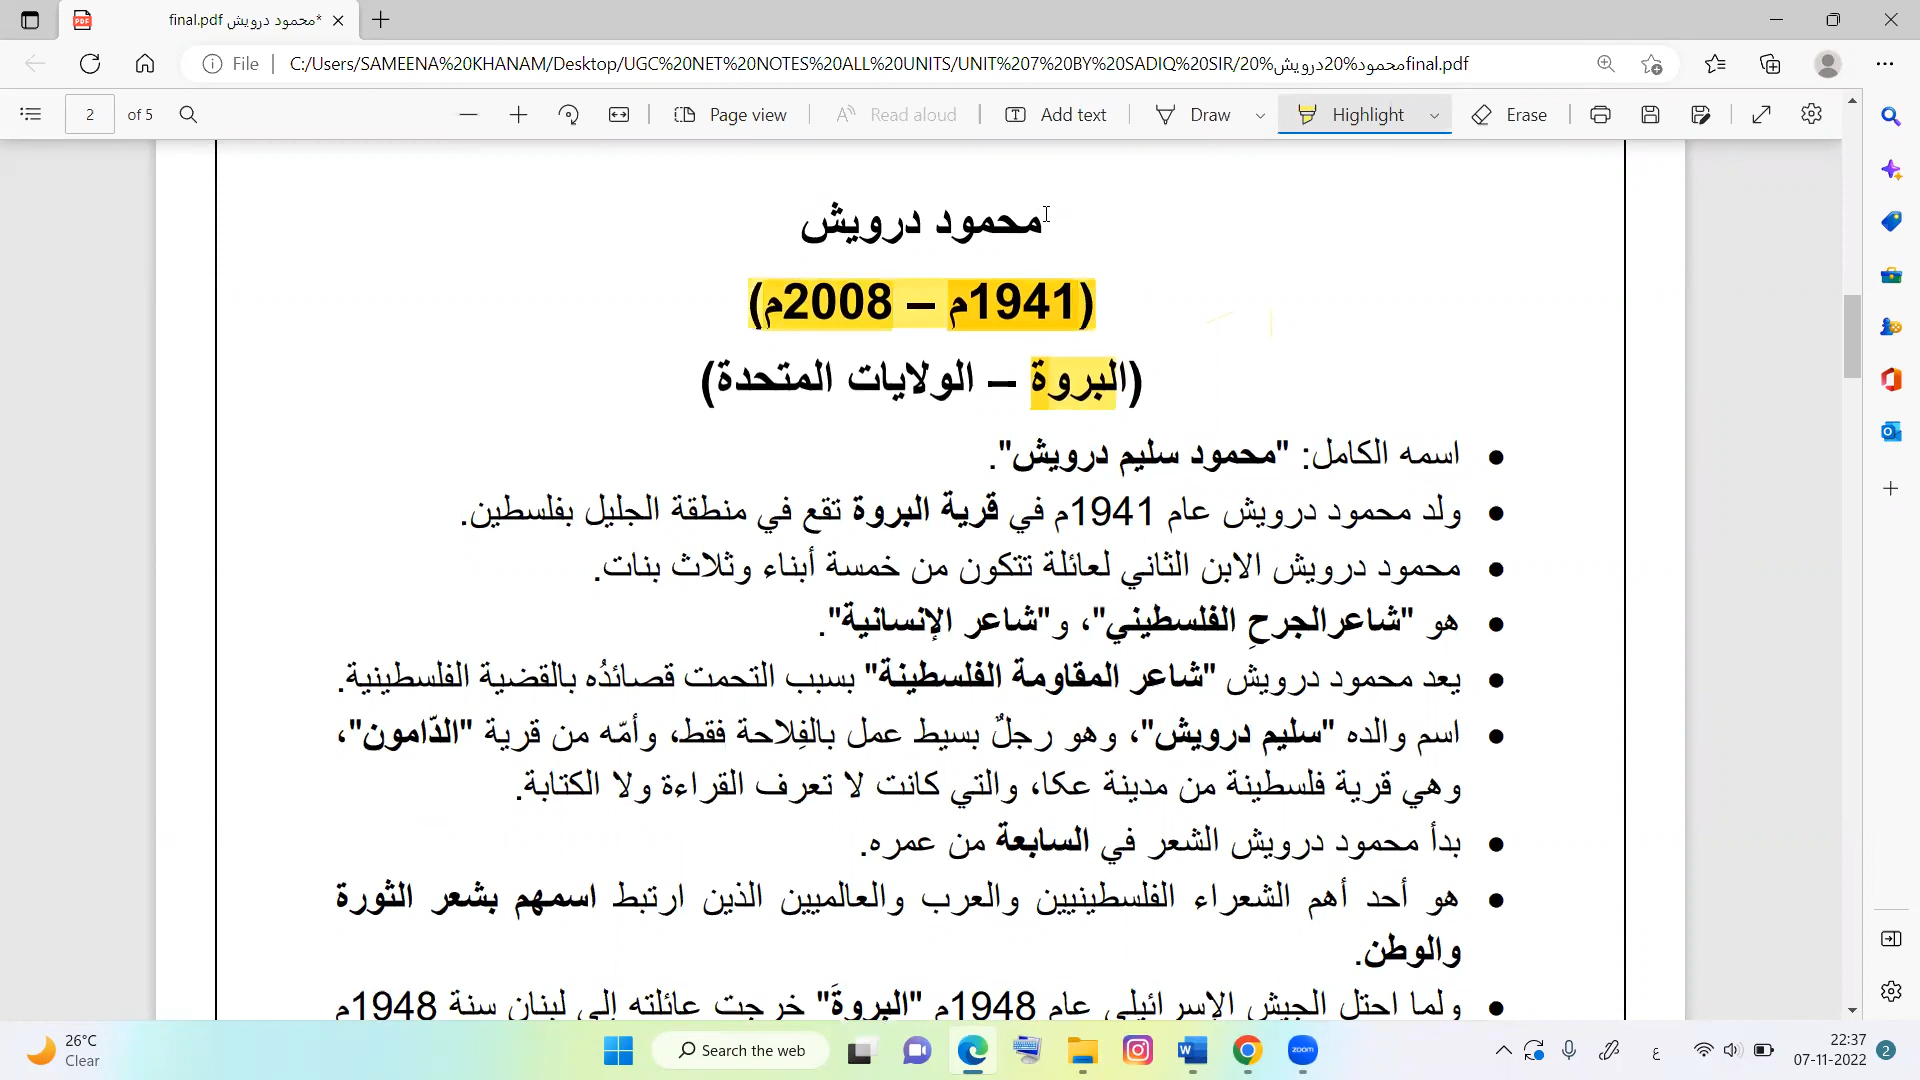 محمود درويش final.pdf*
File
C:/Users/SAMEENA%20KHANAM/Desktop/UGC%20NET%20NOTES%20ALL%20UNITS/UNIT%207%20BY%20SADIQ%20SIR/محمود%20درويش%20final.pdf
2 of 5
Page view
Read aloud
Add text
Draw
Highlight
Erase
محمود درويش
(1941م – 2008م)
(البروة – الولايات المتحدة)
● اسمه الكامل: "محمود سليم درويش".
● ولد محمود درويش عام 1941م في قرية البروة تقع في منطقة الجليل بفلسطين.
● محمود درويش الابن الثاني لعائلة تتكون من خمسة أبناء وثلاث بنات.
● هو "شاعرالجرحِ الفلسطيني"، و"شاعر الإنسانية".
● يعد محمود درويش "شاعر المقاومة الفلسطينة" بسبب التحمت قصائدُه بالقضية الفلسطينية.
● اسم والده "سليم درويش"، وهو رجلٌ بسيط عمل بالفِلاحة فقط، وأمّه من قرية "الدّامون"،
وهي قرية فلسطينة من مدينة عكا، والتي كانت لا تعرف القراءة ولا الكتابة.
● بدأ محمود درويش الشعر في السابعة من عمره.
● هو أحد أهم الشعراء الفلسطينيين والعرب والعالميين الذين ارتبط اسمهم بشعر الثورة
والوطن.
● ولما احتل الجيش الإسرائيلي عام 1948م "البروةَ" خرجت عائلته إلى لبنان سنة 1948م
26°C
Clear
Search the web
zoom
ع
22:37
07-11-2022
2